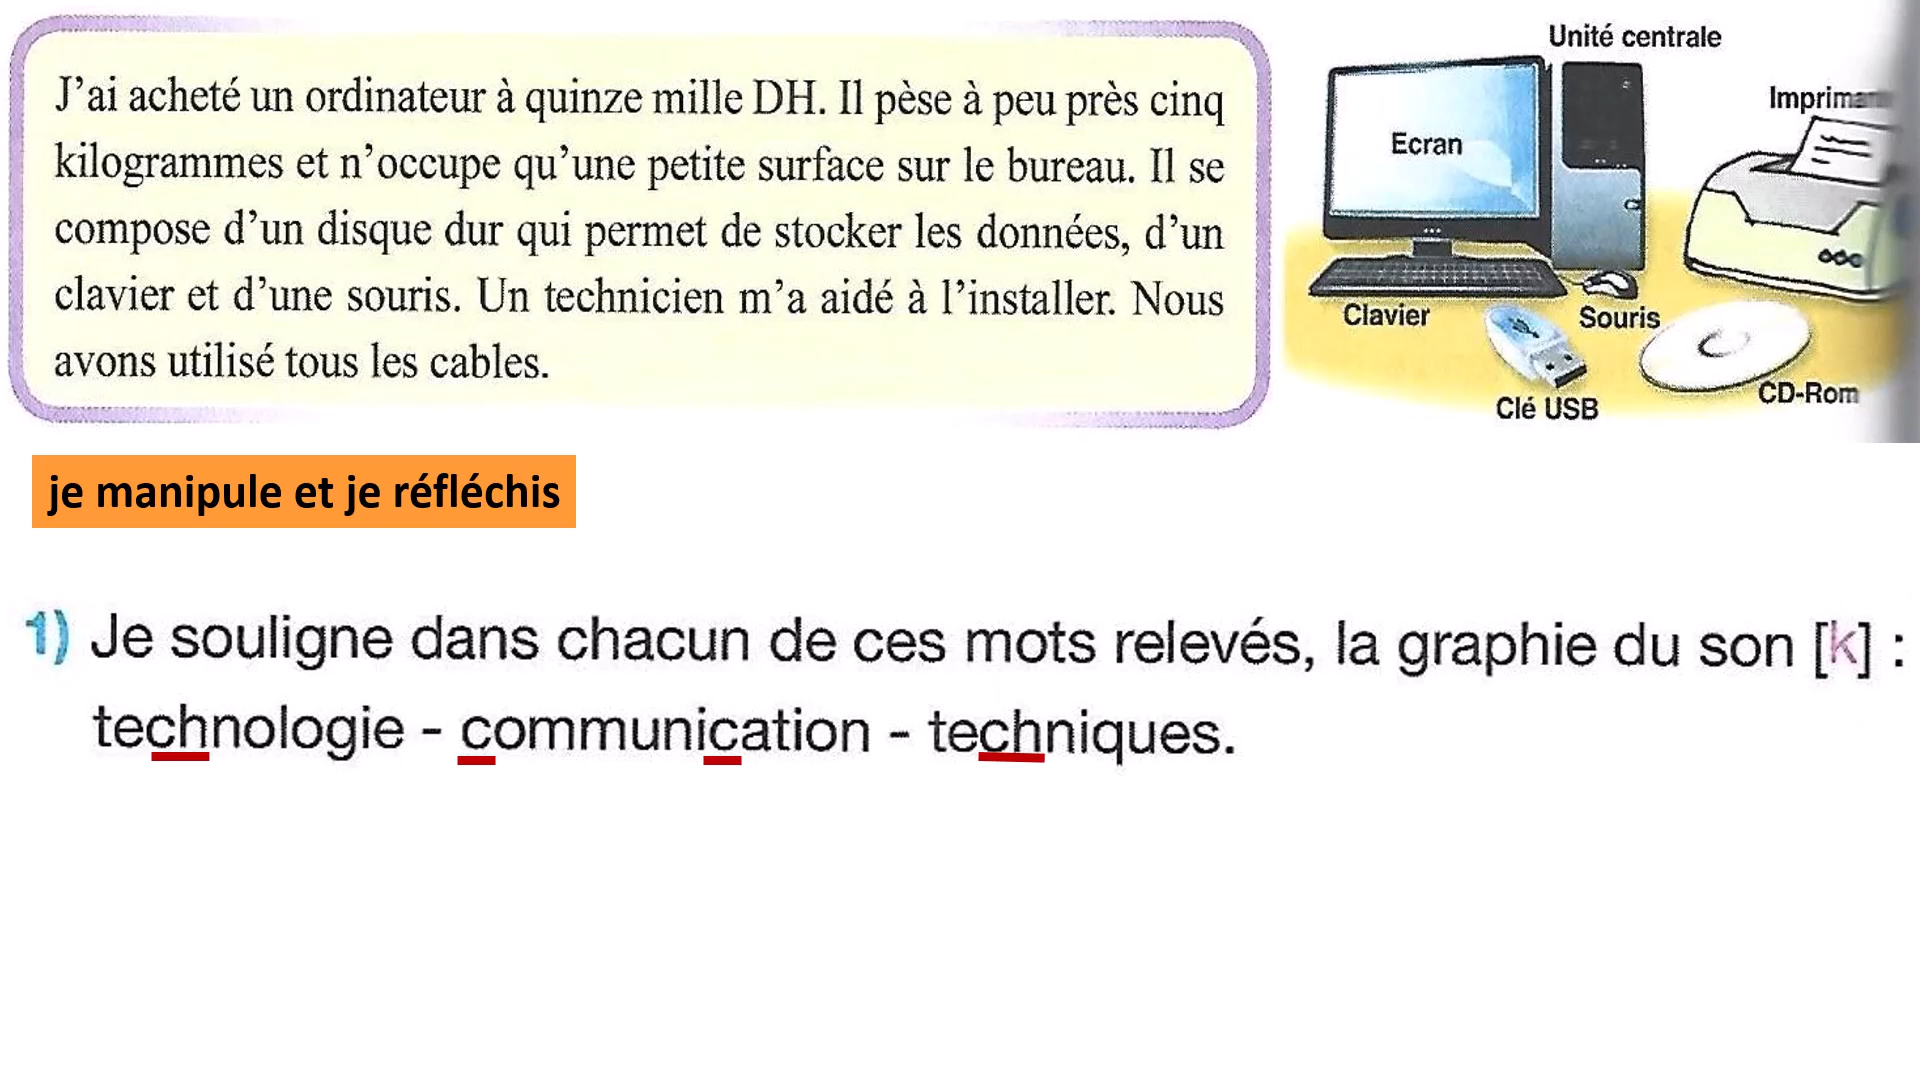 J’ai acheté un ordinateur à quinze mille DH. Il pèse à peu près cinq
kilogrammes et n’occupe qu’une petite surface sur le bureau. Il se
compose d’un disque dur qui permet de stocker les données, d’un
clavier et d’une souris. Un technicien m’a aidé à l’installer. Nous
avons utilisé tous les cables.
Unité centrale
Ecran
Clavier
Souris
Clé USB
CD-Rom
je manipule et je réfléchis
1) Je souligne dans chacun de ces mots relevés, la graphie du son [k] :
technologie - communication - techniques.